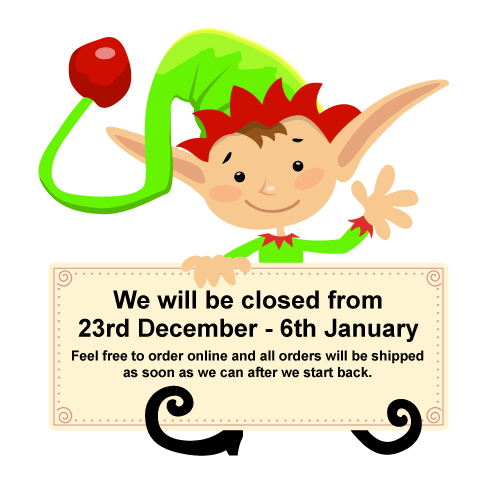 We will be closed from
23rd December - 6th January
Feel free to order online and all orders will be shipped
as soon as we can after we start back.